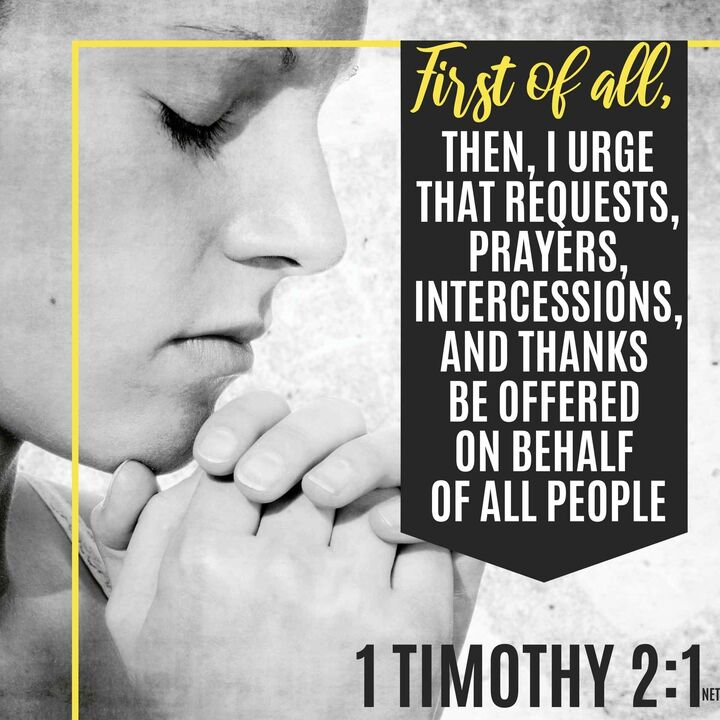 First of all,
THEN, I URGE
THAT REQUESTS,
PRAYERS,
INTERCESSIONS,
AND THANKS
BE OFFERED
ON BEHALF
OF ALL PEOPLE
1 TIMOTHY 2:1 NET